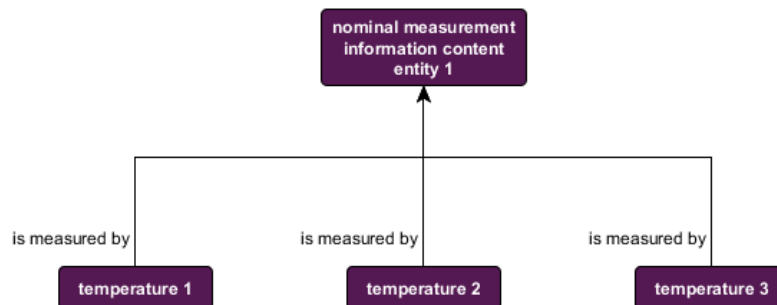 nominal measurement
information content
entity 1
is measured by
is measured by
is measured by
temperature 1
temperature 2
temperature 3